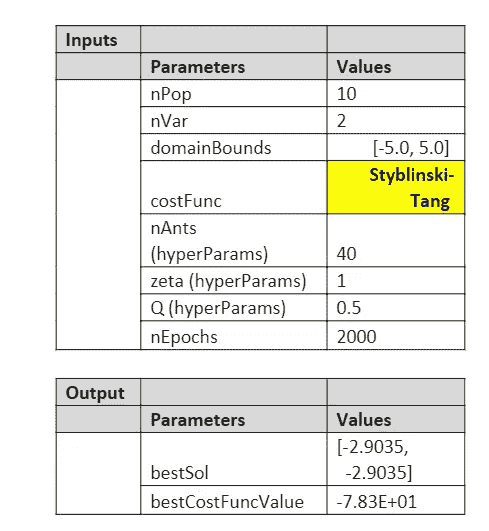 Inputs
Parameters Values
nPop 10
nVar 2
domainBounds [-5.0, 5.0]
Styblinski-
costFunc Tang
nAnts
(hyperParams) 40
zeta (hyperParams) 1
Q (hyperParams) 0.5
nEpochs 2000
Output
Parameters Values
[-2.9035,
bestSol -2.9035]
bestCostFuncValue -7.83E+01